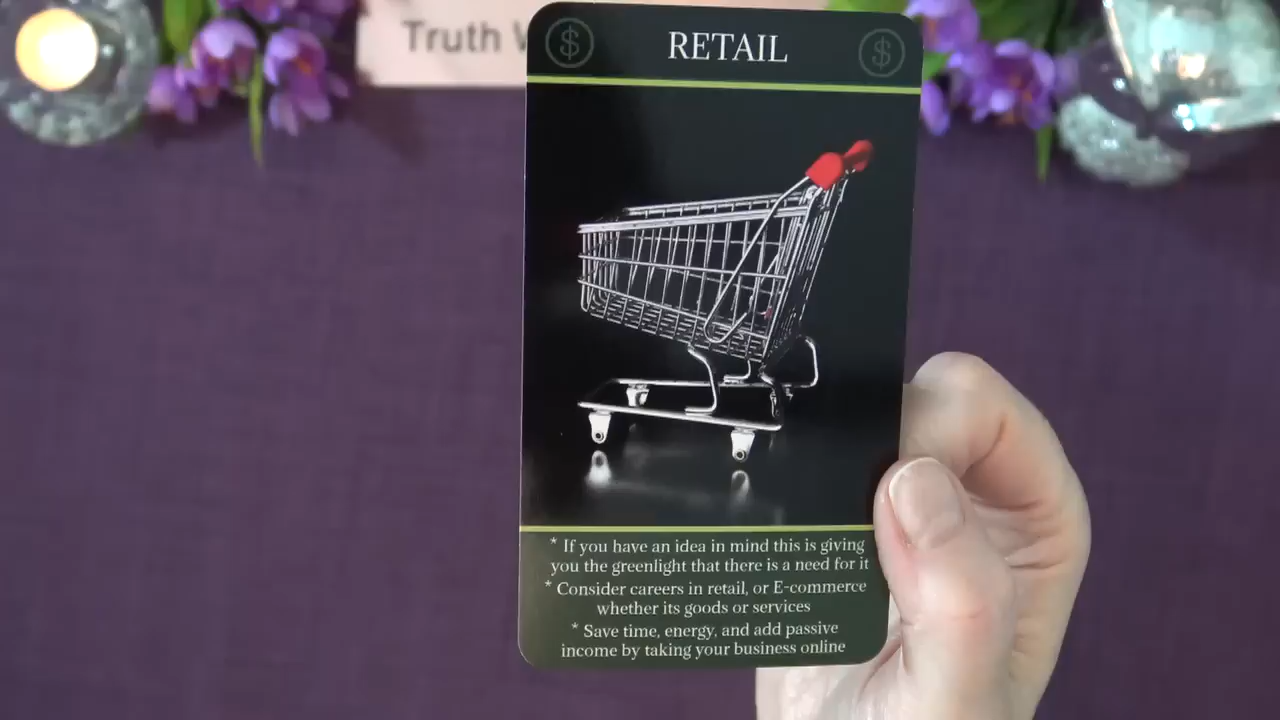 Truth
$ RETAIL $
* If you have an idea in mind this is giving
you the greenlight that there is a need for it
* Consider careers in retail, or E-commerce
whether its goods or services
* Save time, energy, and add passive
income by taking your business online